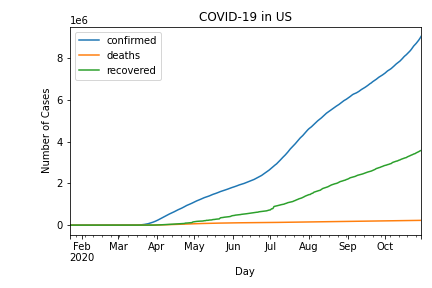 COVID-19 in US
1e6
confirmed
deaths
recovered
Number of Cases
8
6
4
2
0
Feb Mar Apr May Jun Jul Aug Sep Oct
2020
Day